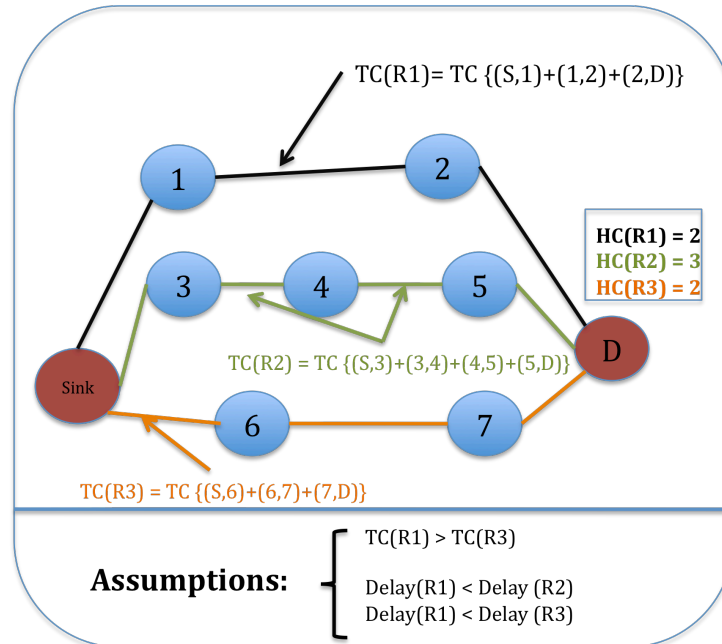 TC(R1)= TC {(S,1)+(1,2)+(2,D)}
1
2
HC(R1) = 2
HC(R2) = 3
HC(R3) = 2
3
4
5
D
TC(R2) = TC {(S,3)+(3,4)+(4,5)+(5,D)}
Sink
6
7
TC(R3) = TC {(S,6)+(6,7)+(7,D)}
TC(R1) > TC(R3)
Assumptions:
Delay(R1) < Delay (R2)
Delay(R1) < Delay (R3)